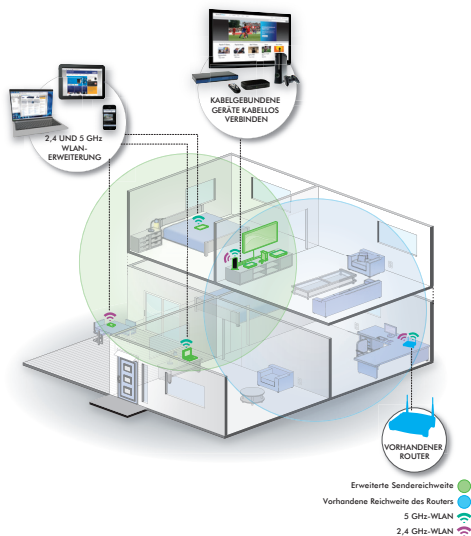 KABELGEBUNDENE
GERÄTE KABELLOS
VERBINDEN
2,4 UND 5 GHz
WLAN-
ERWEITERUNG
VORHANDENER
ROUTER
Erweiterte Sendereichweite
Vorhandene Reichweite des Routers
5 GHz-WLAN
2,4 GHz-WLAN